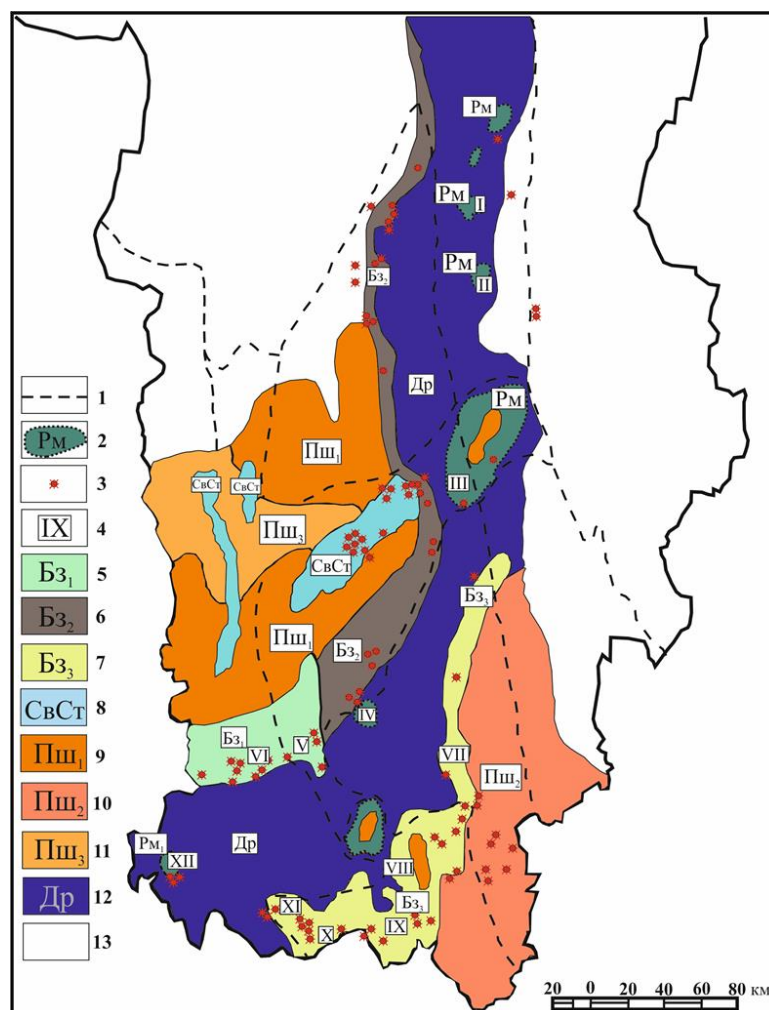 Рм
Рм
I
Рм
II
Бз₂
Др
Рм
III
Пш₁
СвСт
СвСт
Пш₃
СвСт
Бз₃
Пш₁
Бз₂
IV
Бз₁
VI
V
VII
Пш₂
Рм₁
XII
Др
VIII
Бз₃
XI
X
IX
1
Рм 2
3
IX 4
Бз₁ 5
Бз₂ 6
Бз₃ 7
СвСт 8
Пш₁ 9
Пш₂ 10
Пш₃ 11
Др 12
13
20 0 20 40 60 80 км